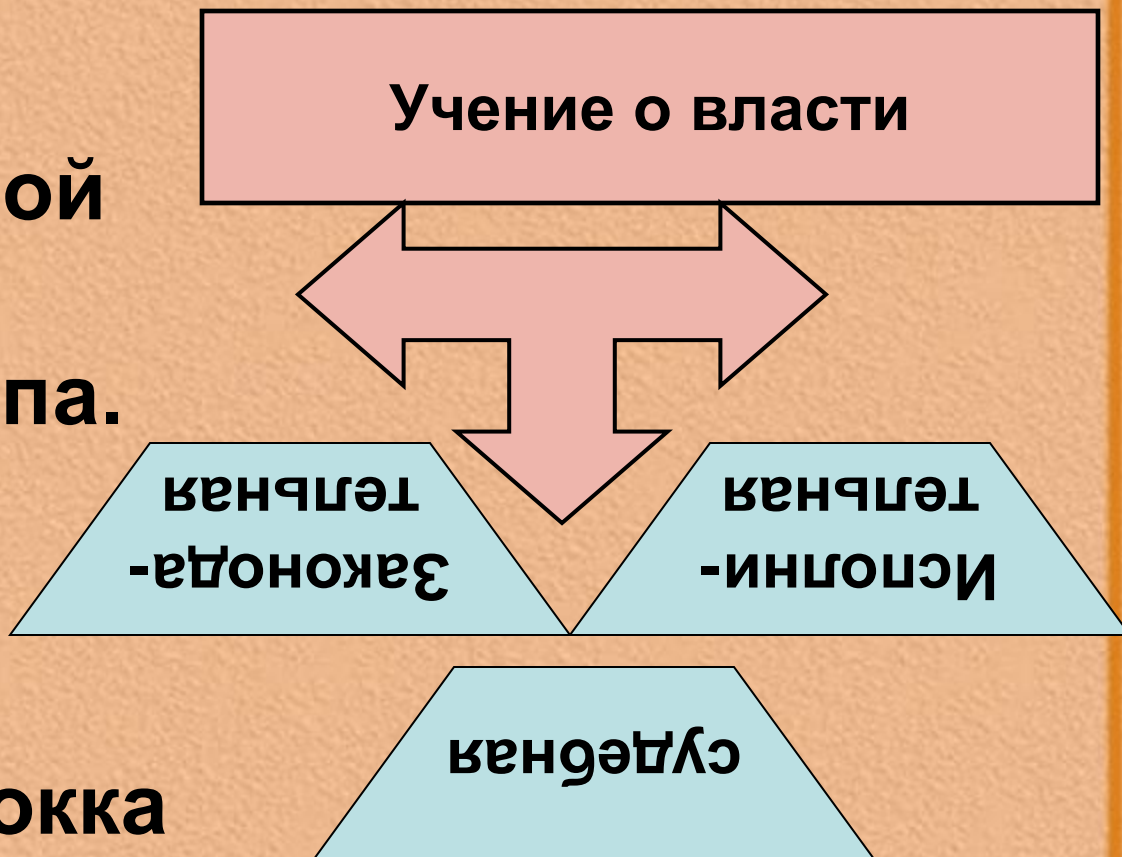 Учение о власти
ой
па.
Законода-
тельная
Исполни-
тельная
судебная
окка